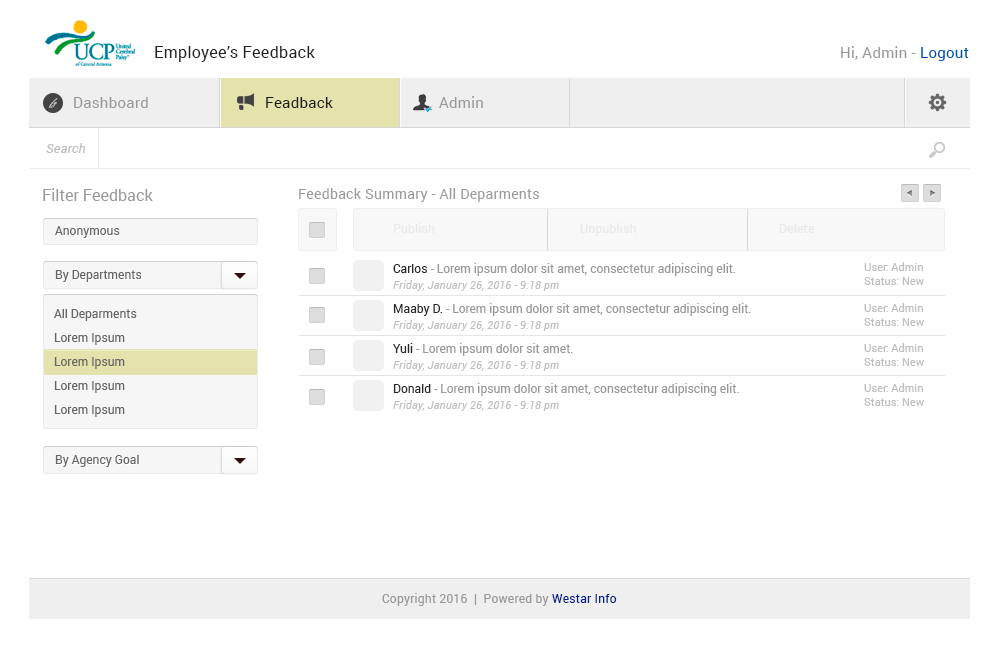 UCP United Cerebral Palsy
of Central Arizona
Employee's Feedback
Hi, Admin - Logout
Dashboard
Feadback
Admin
Search
Filter Feedback
Anonymous
By Departments
All Deparments
Lorem Ipsum
Lorem Ipsum
Lorem Ipsum
Lorem Ipsum
By Agency Goal
Feedback Summary - All Deparments
Publish
Unpublish
Delete
Carlos - Lorem ipsum dolor sit amet, consectetur adipiscing elit.
Friday, January 26, 2016 - 9:18 pm
User: Admin
Status: New
Maaby D. - Lorem ipsum dolor sit amet, consectetur adipiscing elit.
Friday, January 26, 2016 - 9:18 pm
User: Admin
Status: New
Yuli - Lorem ipsum dolor sit amet.
Friday, January 26, 2016 - 9:18 pm
User: Admin
Status: New
Donald - Lorem ipsum dolor sit amet, consectetur adipiscing elit.
Friday, January 26, 2016 - 9:18 pm
User: Admin
Status: New
Copyright 2016 | Powered by Westar Info